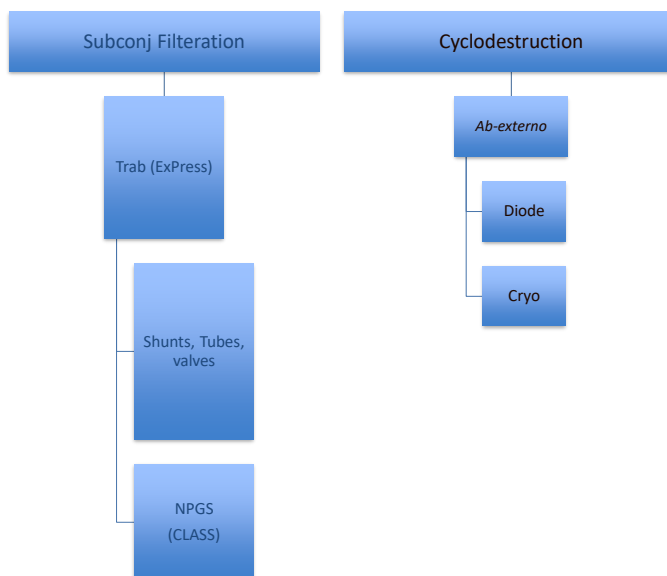 Subconj Filteration
Trab (ExPress)
Shunts, Tubes,
valves
NPGS
(CLASS)
Cyclodestruction
Ab-externo
Diode
Cryo